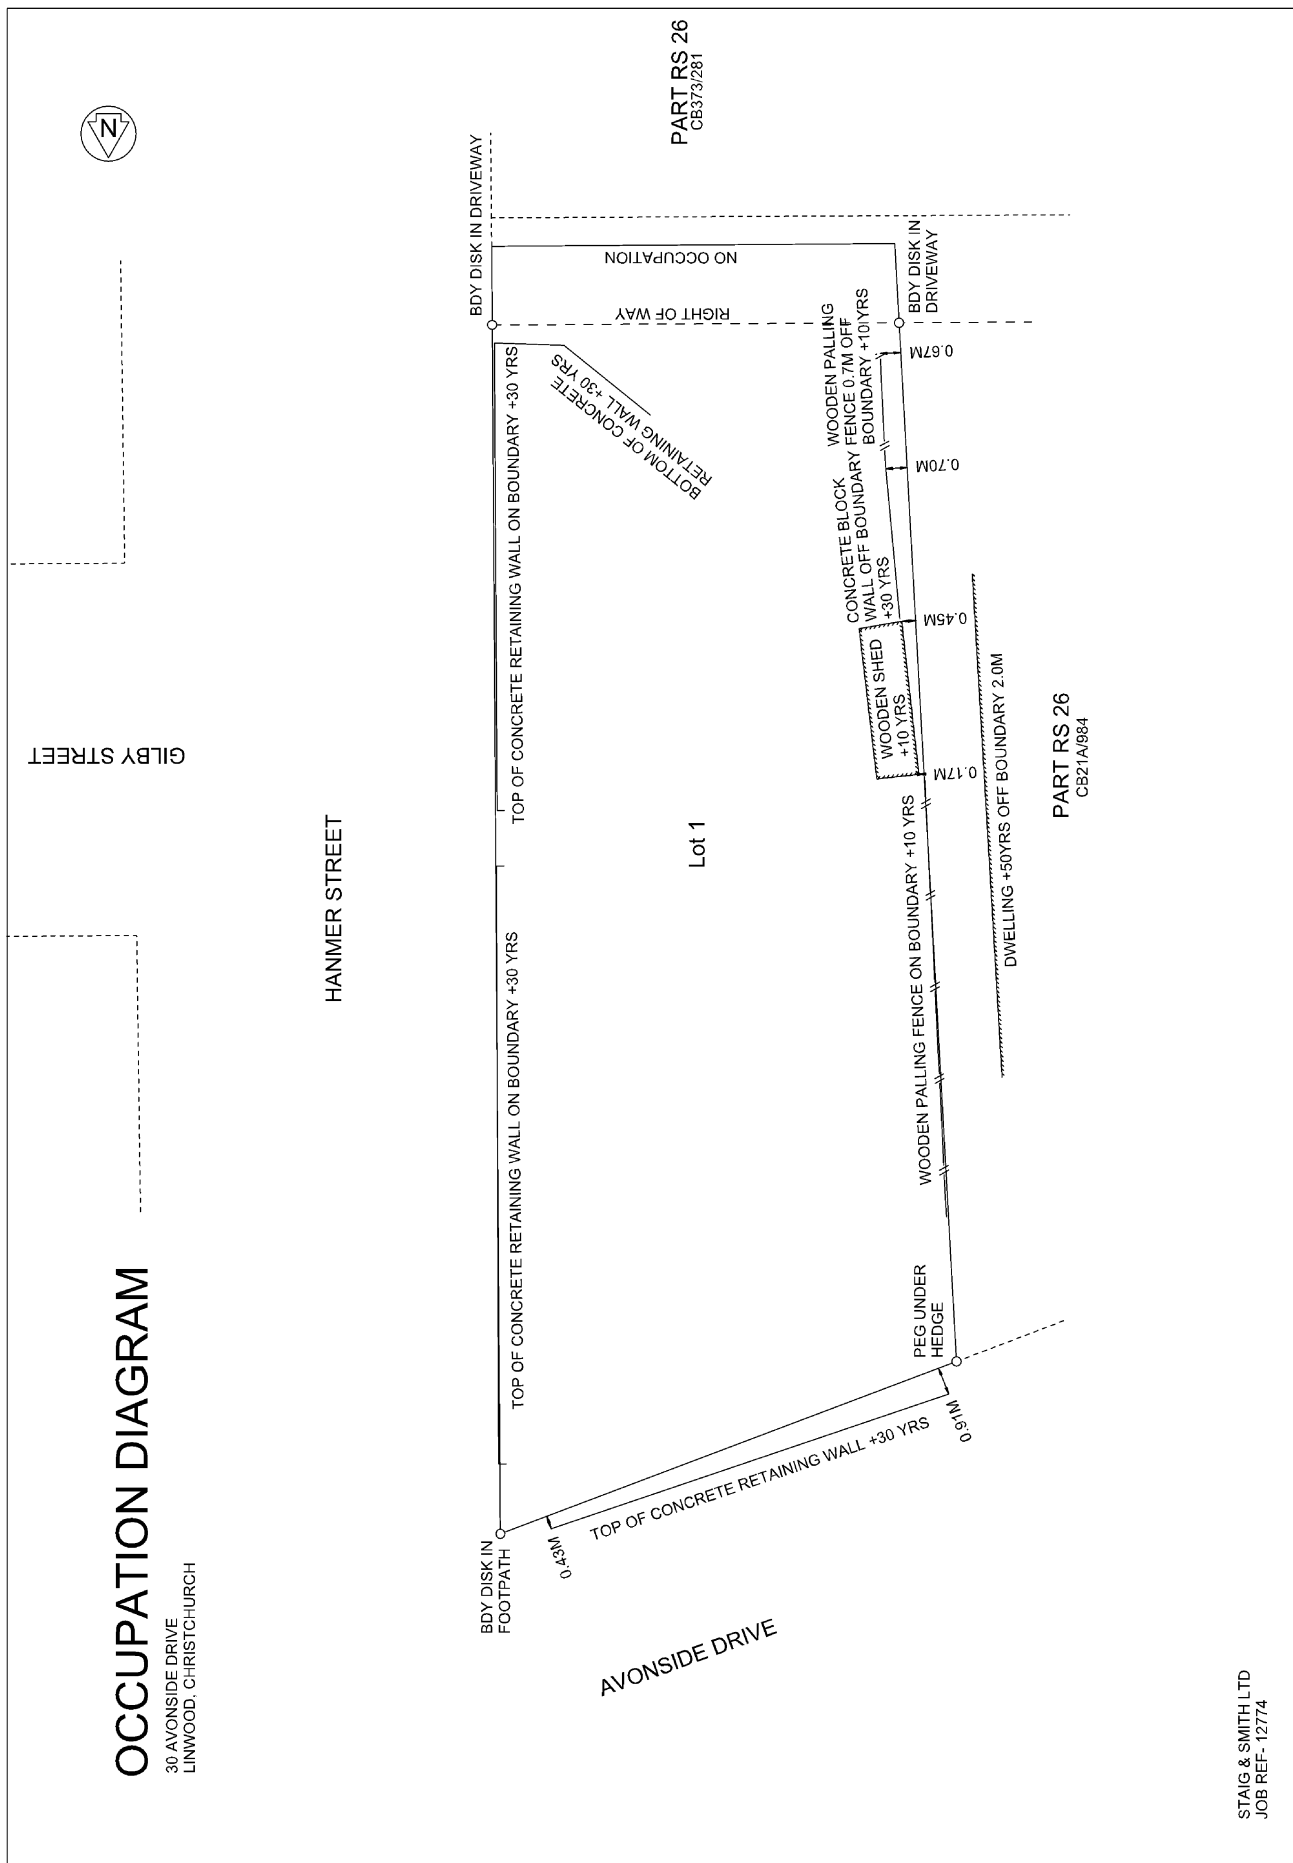 OCCUPATION DIAGRAM
30 AVONSIDE DRIVE
LINWOOD, CHRISTCHURCH
N
GILBY STREET
HANMER STREET
BDY DISK IN
FOOTPATH
TOP OF CONCRETE RETAINING WALL ON BOUNDARY +30 YRS
TOP OF CONCRETE RETAINING WALL ON BOUNDARY +30 YRS
BDY DISK IN DRIVEWAY
BOTTOM OF CONCRETE
RETAINING WALL +30 YRS
RIGHT OF WAY
NO OCCUPATION
PART RS 26
CB373/281
0.43M
TOP OF CONCRETE RETAINING WALL +30 YRS
0.91M
AVONSIDE DRIVE
Lot 1
PEG UNDER
HEDGE
WOODEN PALLING FENCE ON BOUNDARY +10 YRS
WOODEN SHED
+10 YRS
CONCRETE BLOCK
WALL OFF BOUNDARY
+30 YRS
WOODEN PALLING
FENCE 0.7M OFF
BOUNDARY +10 YRS
BDY DISK IN
DRIVEWAY
0.17M
0.45M
0.70M
0.67M
DWELLING +50YRS OFF BOUNDARY 2.0M
PART RS 26
CB21A/984
STAIG & SMITH LTD
JOB REF- 12774